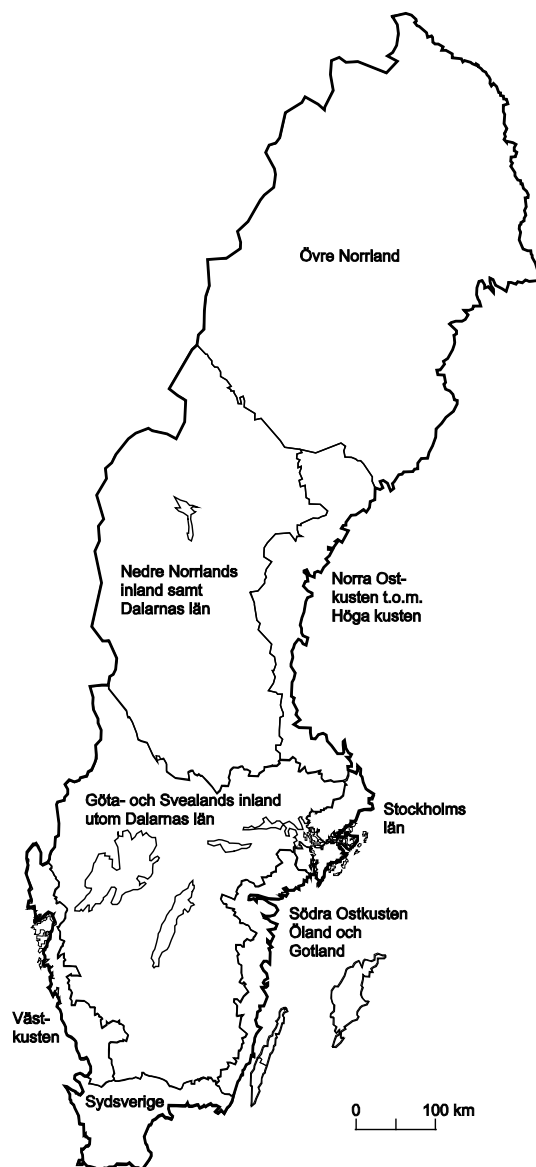 Övre Norrland
Nedre Norrlands
inland samt
Dalarnas län
Norra Ost-
kusten t.o.m.
Höga kusten
Göta- och Svealands inland
utom Dalarnas län
Stockholms
län
Södra Ostkusten
Öland och
Gotland
Väst-
kusten
Sydsverige
0 100 km